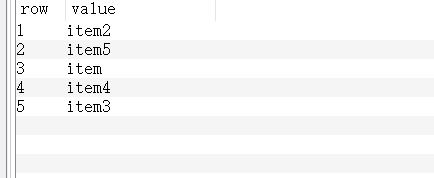 row value
1 item2
2 item5
3 item
4 item4
5 item3